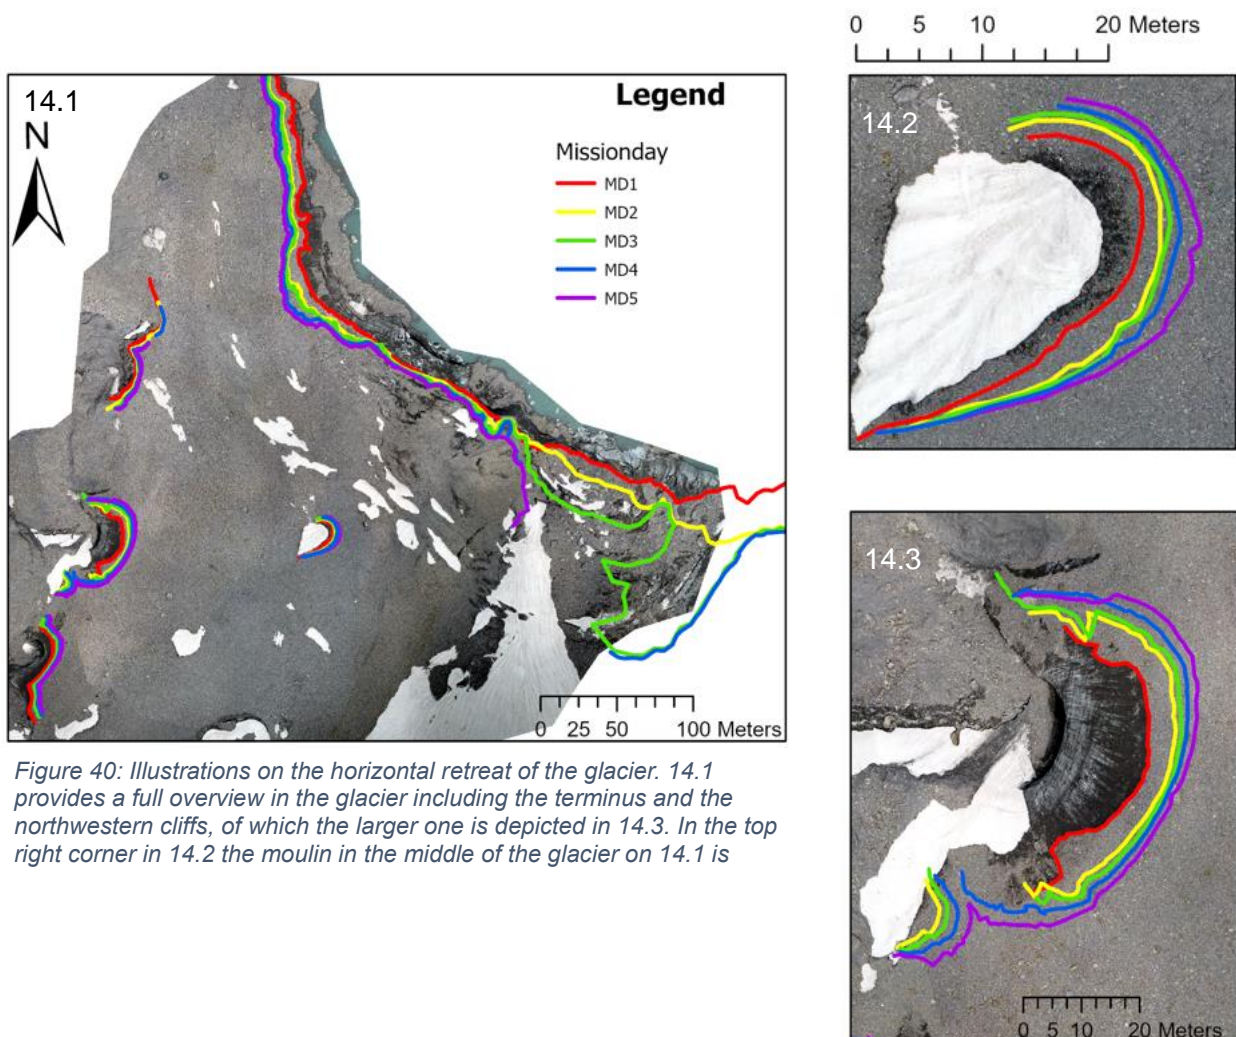 14.1
N
Legend
Missionday
MD1
MD2
MD3
MD4
MD5
0 25 50 100 Meters
Figure 40: Illustrations on the horizontal retreat of the glacier. 14.1
provides a full overview in the glacier including the terminus and the
northwestern cliffs, of which the larger one is depicted in 14.3. In the top
right corner in 14.2 the moulin in the middle of the glacier on 14.1 is
0 5 10 20 Meters
14.2
14.3
0 5 10 20 Meters